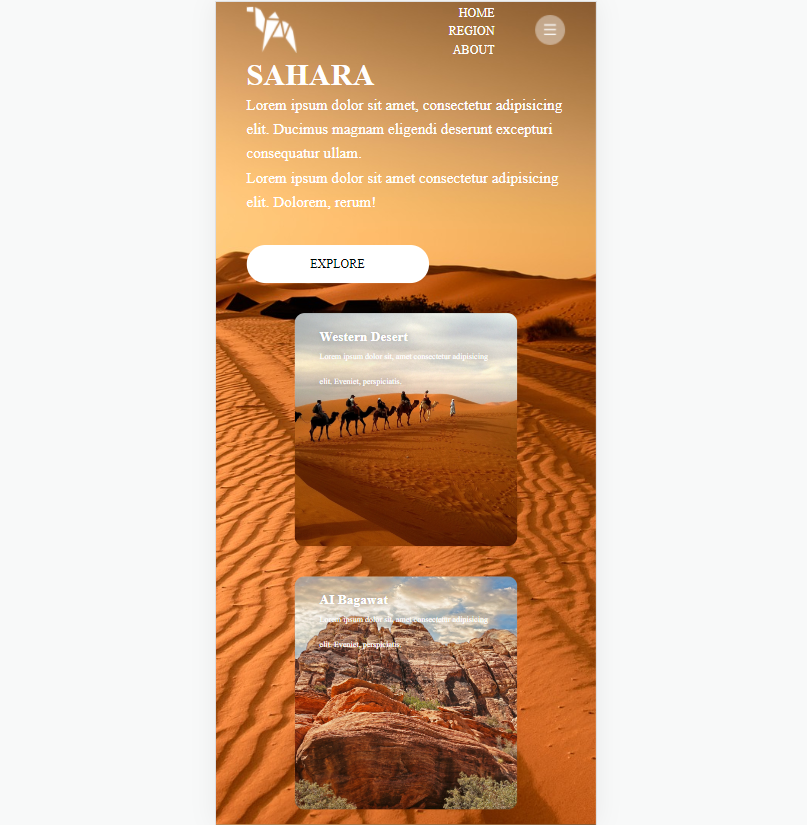 HOME
REGION
ABOUT
SAHARA
Lorem ipsum dolor sit amet, consectetur adipisicing
elit. Ducimus magnam eligendi deserunt excepturi
consequatur ullam.
Lorem ipsum dolor sit amet consectetur adipisicing
elit. Dolorem, rerum!
EXPLORE
Western Desert
Lorem ipsum dolor sit, amet consectetur adipisicing
elit. Eveniet, perspiciatis.
AI Bagawat
Lorem ipsum dolor sit, amet consectetur adipisicing
elit. Eveniet, perspiciatis.